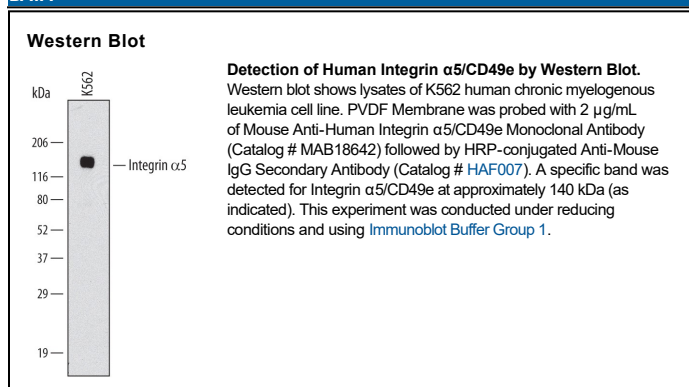 Western Blot
kDa
K562
206
116
80
52
37
29
19
Integrin α5
Detection of Human Integrin α5/CD49e by Western Blot.
Western blot shows lysates of K562 human chronic myelogenous
leukemia cell line. PVDF Membrane was probed with 2 µg/mL
of Mouse Anti-Human Integrin α5/CD49e Monoclonal Antibody
(Catalog # MAB18642) followed by HRP-conjugated Anti-Mouse
IgG Secondary Antibody (Catalog # HAF007). A specific band was
detected for Integrin α5/CD49e at approximately 140 kDa (as
indicated). This experiment was conducted under reducing
conditions and using Immunoblot Buffer Group 1.